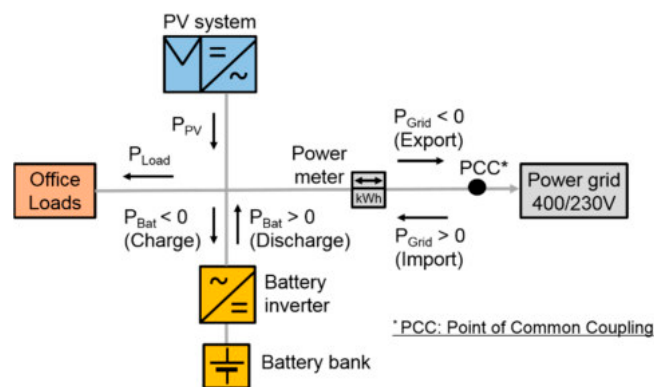 PV system
=
~
P_PV
P_Grid < 0
(Export)
P_Load
Power
meter
PCC*
Office
Loads
kWh
Power grid
400/230V
P_Bat < 0
(Charge)
P_Bat > 0
(Discharge)
P_Grid > 0
(Import)
~
=
Battery
inverter
* PCC: Point of Common Coupling
Battery bank